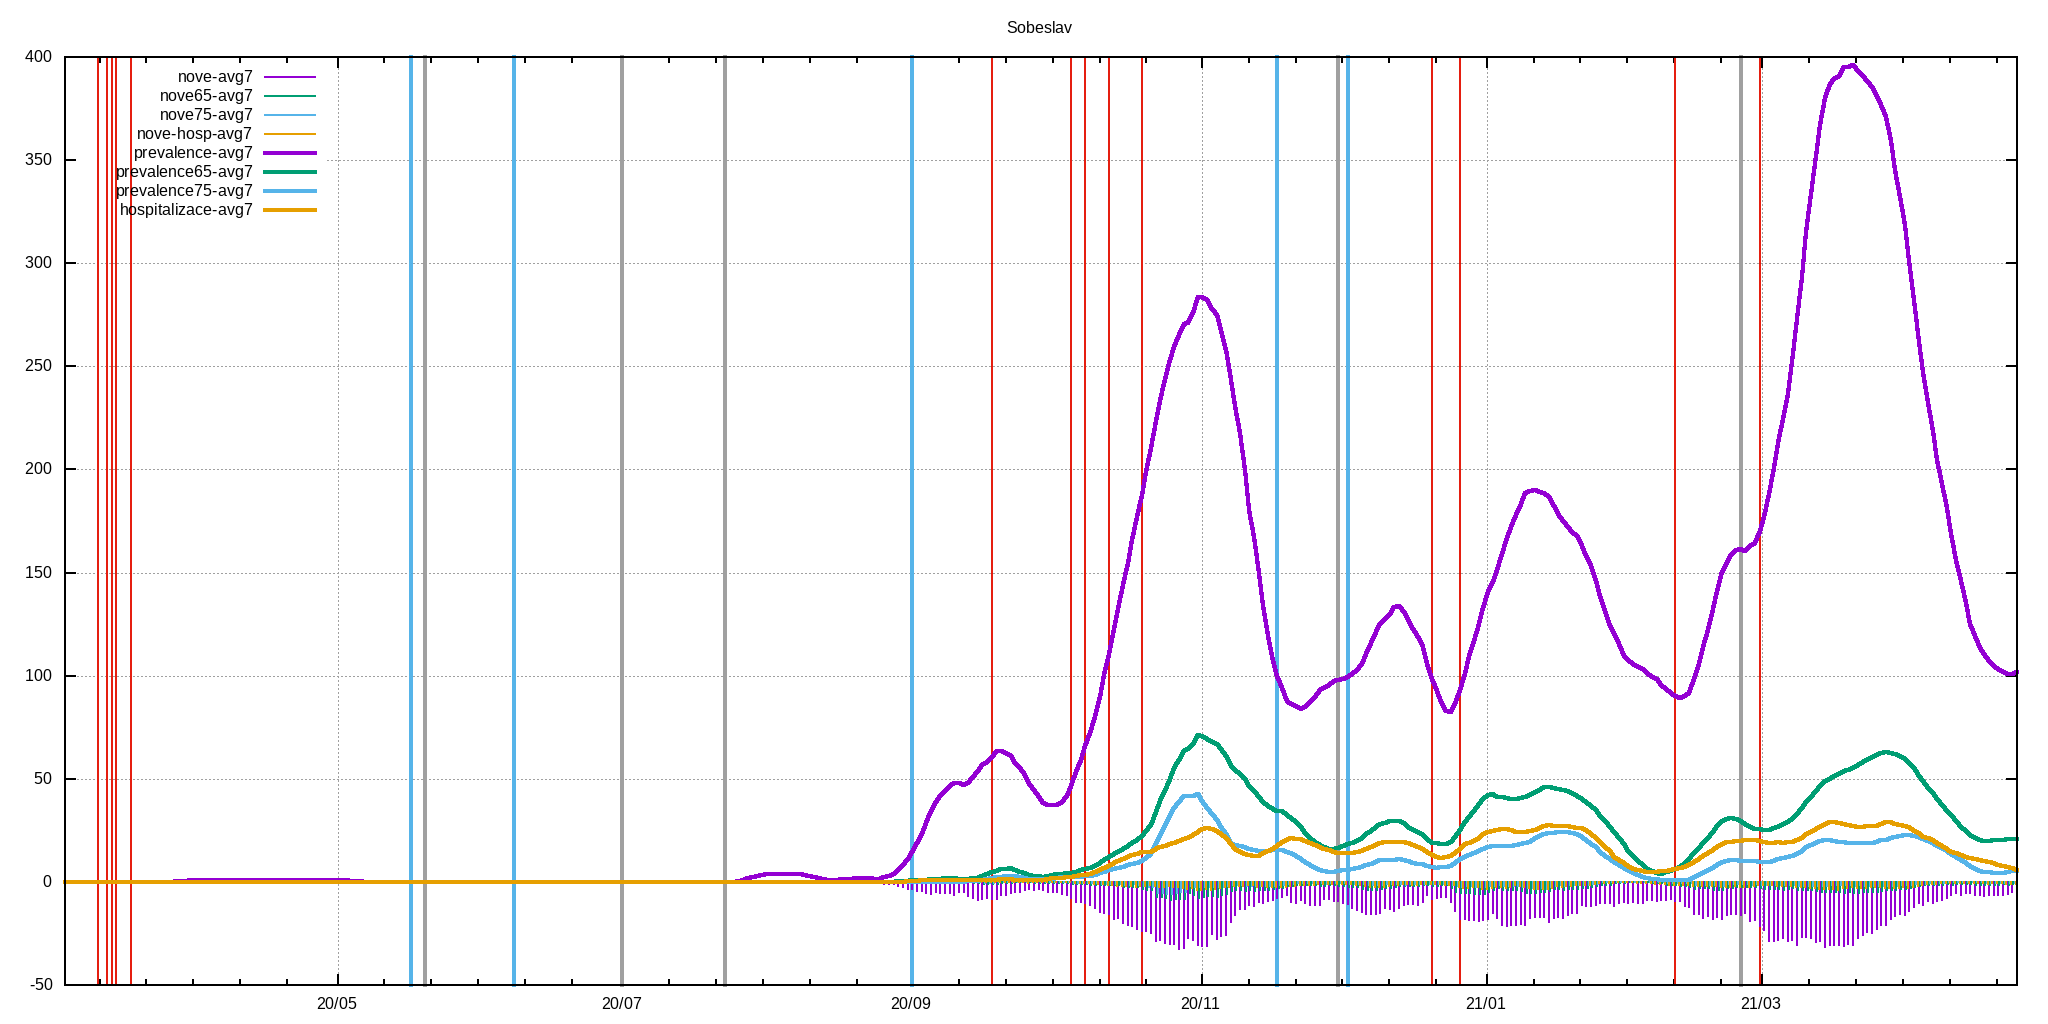 Sobeslav
400
350
300
250
200
150
100
50
0
-50
nove-avg7
nove65-avg7
nove75-avg7
nove-hosp-avg7
prevalence-avg7
prevalence65-avg7
prevalence75-avg7
hospitalizace-avg7
20/05 20/07 20/09 20/11 21/01 21/03